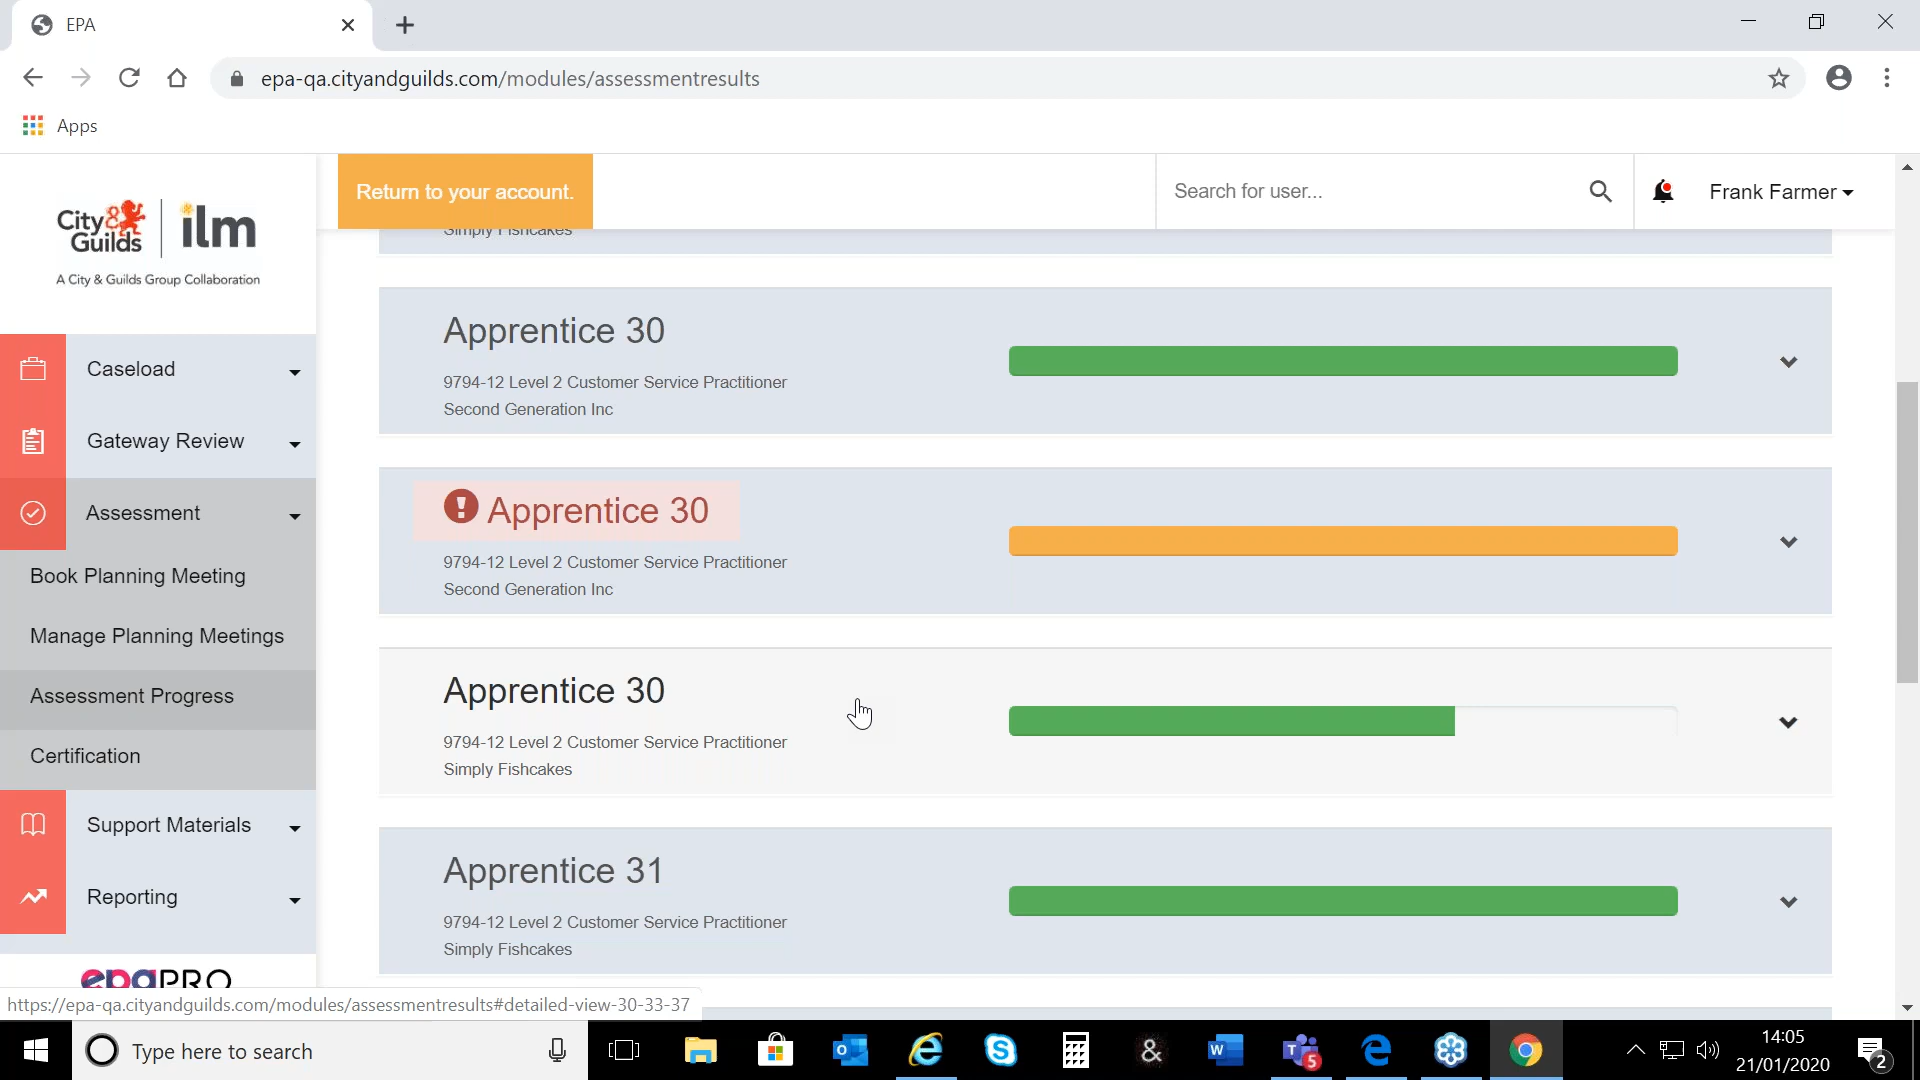 EPA
epa-qa.cityandguilds.com/modules/assessmentresults
Apps
City & Guilds
ilm
A City & Guilds Group Collaboration
Return to your account.
Search for user...
Frank Farmer
Simply Fishcakes
Caseload
Gateway Review
Assessment
Book Planning Meeting
Manage Planning Meetings
Assessment Progress
Certification
Support Materials
Reporting
epaPRO
Apprentice 30
9794-12 Level 2 Customer Service Practitioner
Second Generation Inc
Apprentice 30
9794-12 Level 2 Customer Service Practitioner
Second Generation Inc
Apprentice 30
9794-12 Level 2 Customer Service Practitioner
Simply Fishcakes
Apprentice 31
9794-12 Level 2 Customer Service Practitioner
Simply Fishcakes
https://epa-qa.cityandguilds.com/modules/assessmentresults#detailed-view-30-33-37
Type here to search
5
14:05
21/01/2020
2